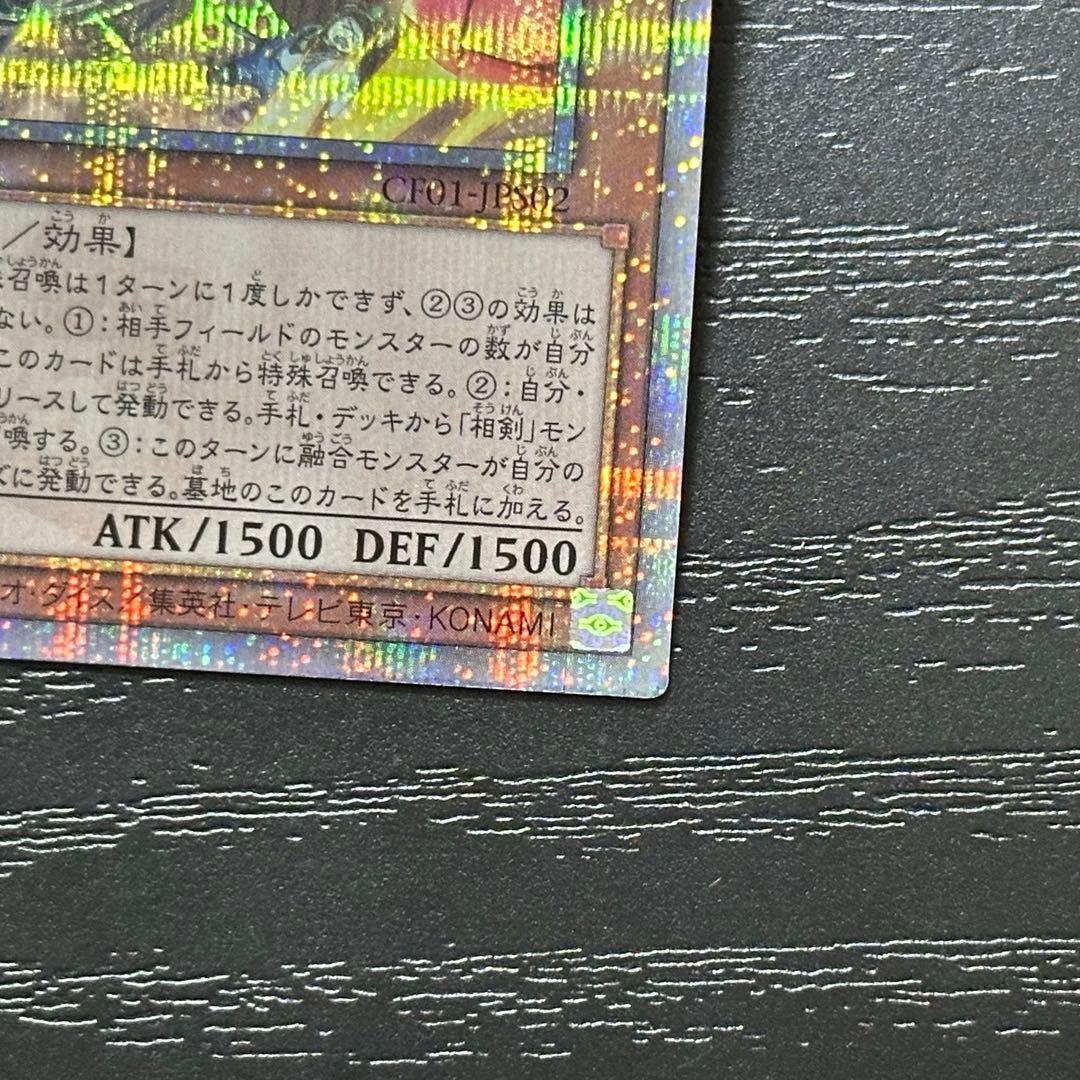 CF01-JPS02
／効果】
召喚は1ターンに1度しかできず、②③の効果は
ない。①：相手フィールドのモンスターの数が自分
このカードは手札から特殊召喚できる。②：自分・
リースして発動できる。手札・デッキから「相剣」モン
喚する。③：このターンに融合モンスターが自分の
に発動できる。墓地のこのカードを手札に加える。
ATK/1500 DEF/1500
オ・ダイス／集英社・テレビ東京・KONAMI